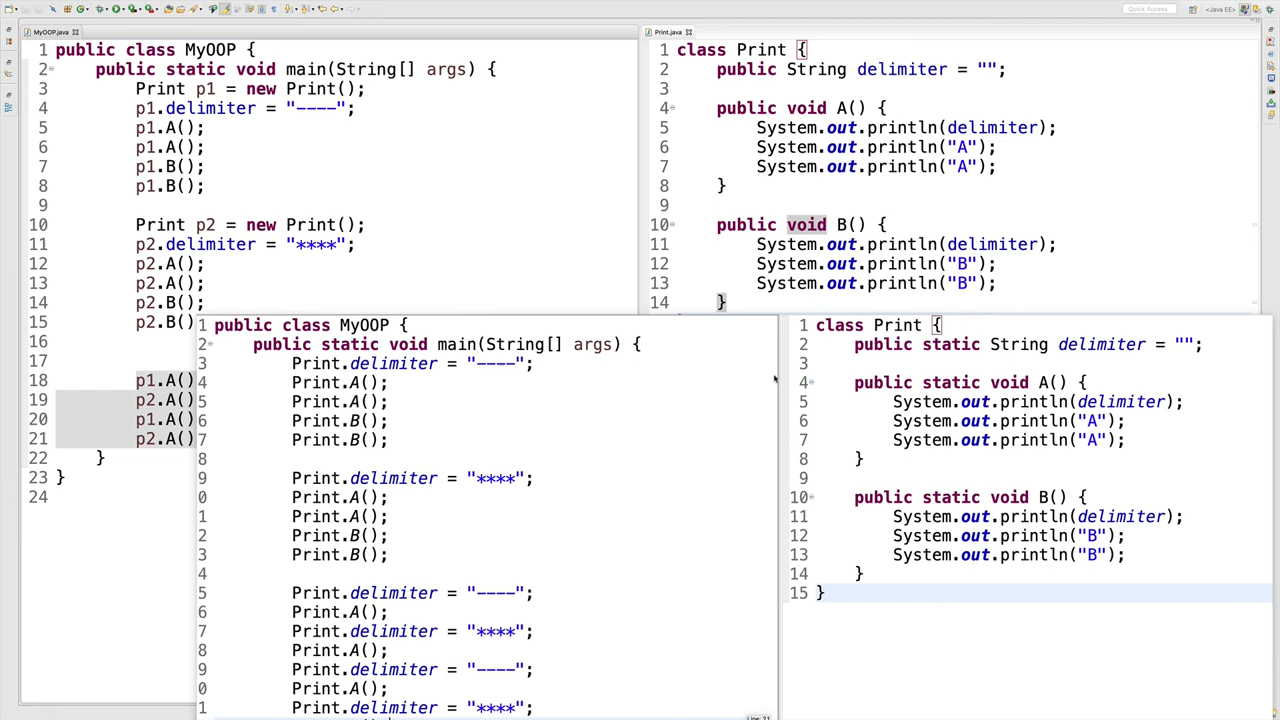 Quick Access
<Java EE>
MyOOP.java
1 public class MyOOP {
2 public static void main(String[] args) {
3 Print p1 = new Print();
4 p1.delimiter = "----";
5 p1.A();
6 p1.A();
7 p1.B();
8 p1.B();
9
10 Print p2 = new Print();
11 p2.delimiter = "****";
12 p2.A();
13 p2.A();
14 p2.B();
15 p2.B()
16
17
18 p1.A()
19 p2.A()
20 p1.A()
21 p2.A()
22 }
23 }
24
Print.java
1 class Print {
2 public String delimiter = "";
3
4 public void A() {
5 System.out.println(delimiter);
6 System.out.println("A");
7 System.out.println("A");
8 }
9
10 public void B() {
11 System.out.println(delimiter);
12 System.out.println("B");
13 System.out.println("B");
14 }
1 public class MyOOP {
2 public static void main(String[] args) {
3 Print.delimiter = "----";
4 Print.A();
5 Print.A();
6 Print.B();
7 Print.B();
8
9 Print.delimiter = "****";
0 Print.A();
1 Print.A();
2 Print.B();
3 Print.B();
4
5 Print.delimiter = "----";
6 Print.A();
7 Print.delimiter = "****";
8 Print.A();
9 Print.delimiter = "----";
0 Print.A();
1 Print.delimiter = "****";
Line: 21
1 class Print {
2 public static String delimiter = "";
3
4 public static void A() {
5 System.out.println(delimiter);
6 System.out.println("A");
7 System.out.println("A");
8 }
9
10 public static void B() {
11 System.out.println(delimiter);
12 System.out.println("B");
13 System.out.println("B");
14 }
15 }